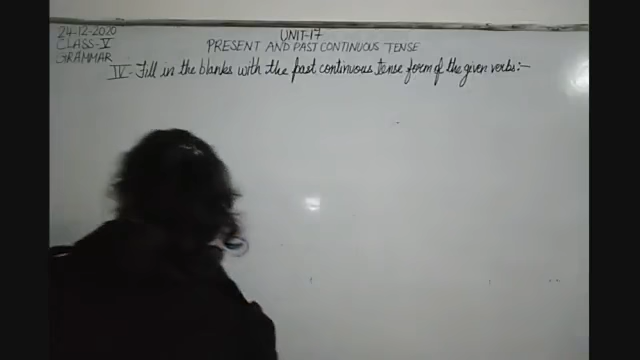 24-12-2020
CLASS-V
GRAMMAR
UNIT-17
PRESENT AND PAST CONTINUOUS TENSE
IV- Fill in the blanks with the past continuous tense form of the given verbs:-